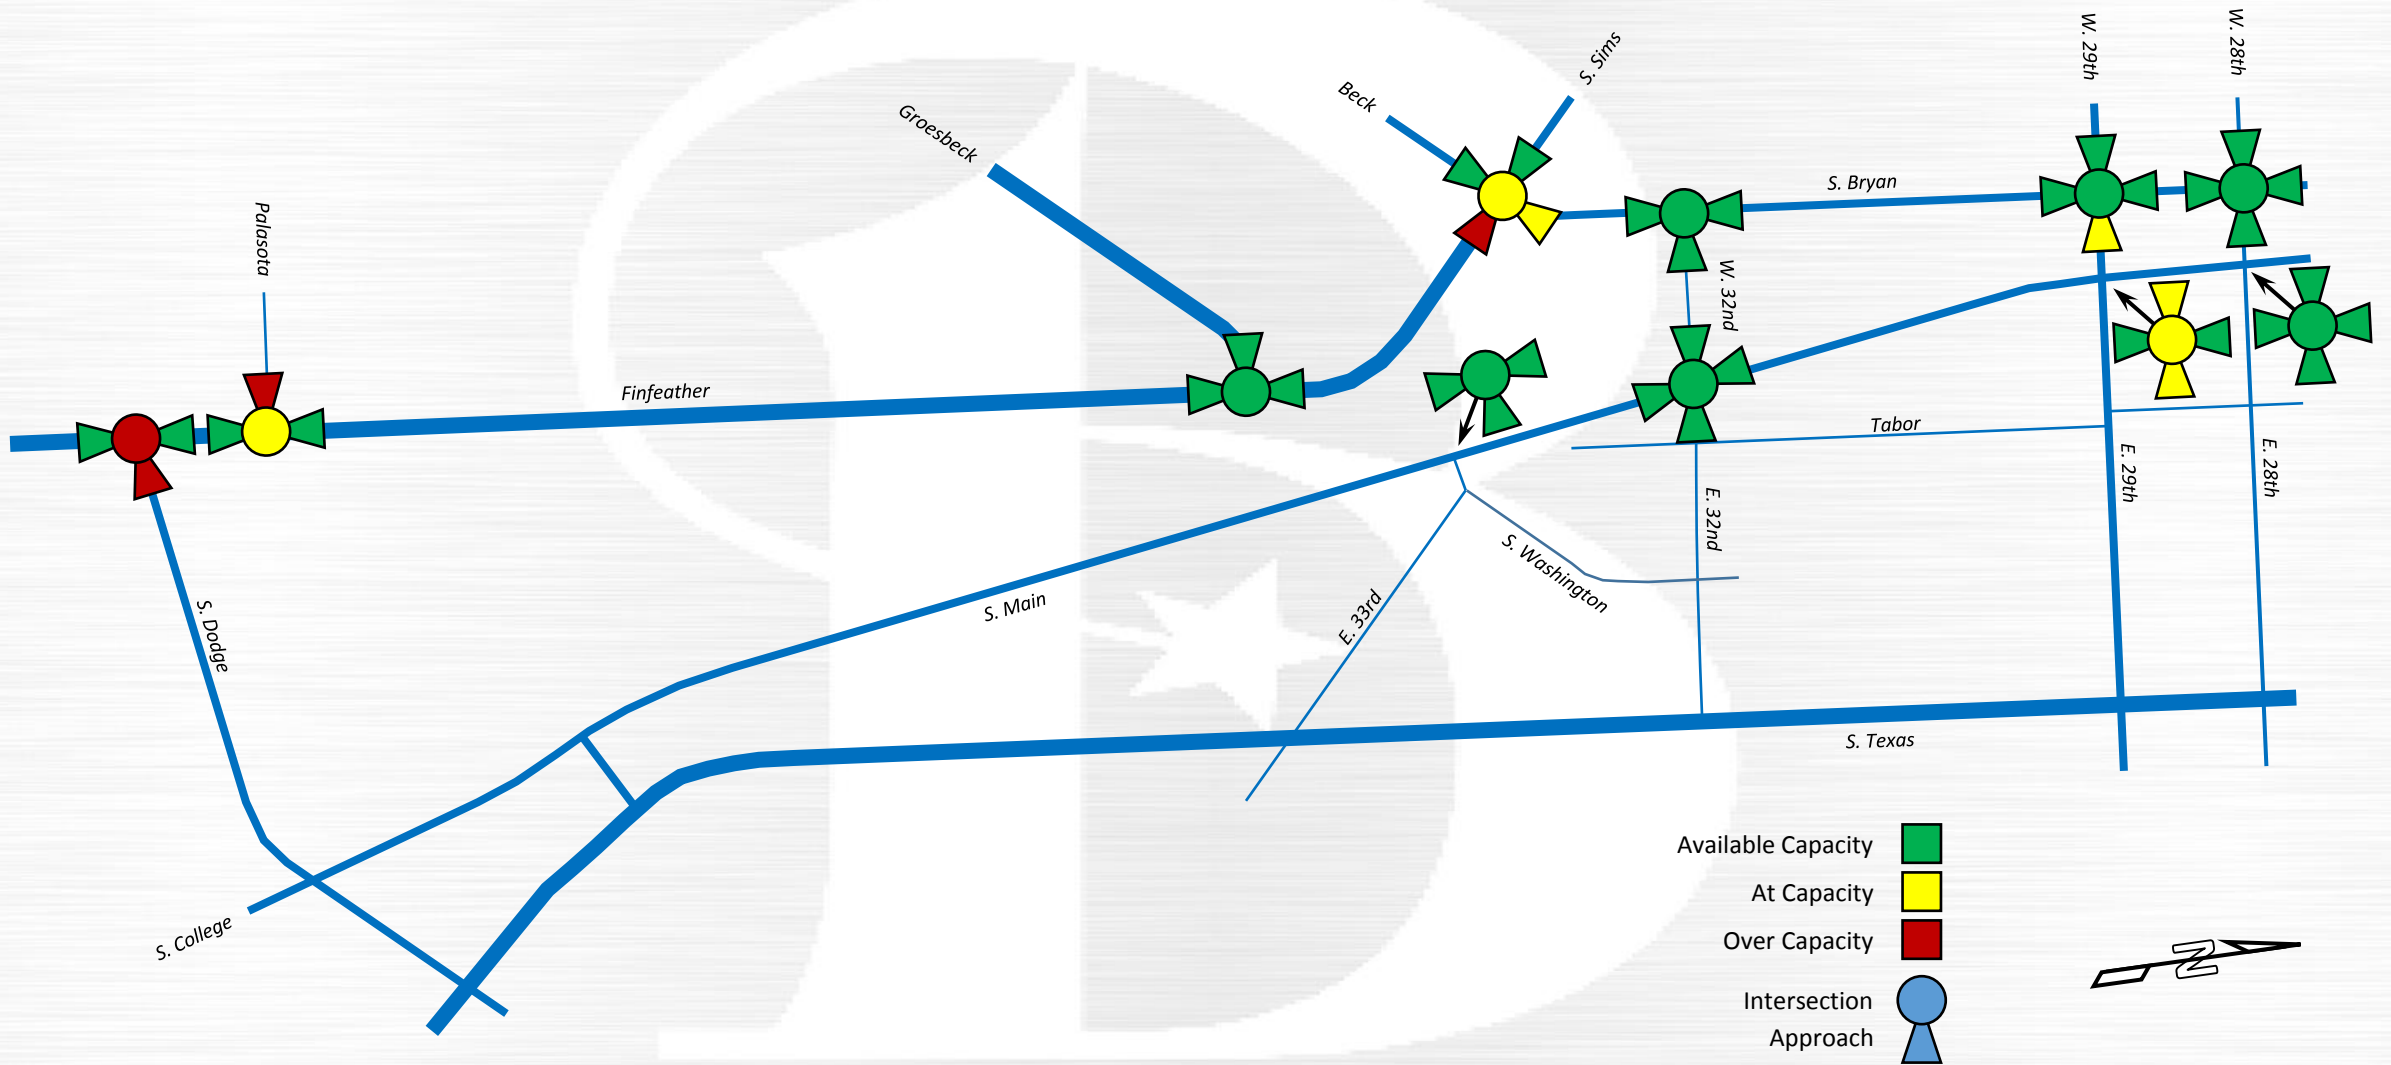 W. 29th
W. 28th
S. Sims
Beck
Groesbeck
S. Bryan
Palasota
W. 32nd
Finfeather
Tabor
E. 29th
E. 28th
E. 32nd
S. Washington
S. Main
E. 33rd
S. Dodge
S. Texas
S. College
Available Capacity
At Capacity
Over Capacity
N
Intersection
Approach